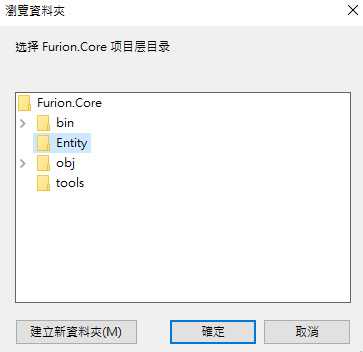 瀏覽資料夾
选择 Furion.Core 项目层目录
Furion.Core
bin
Entity
obj
tools
建立新資料夾(M)
確定
取消